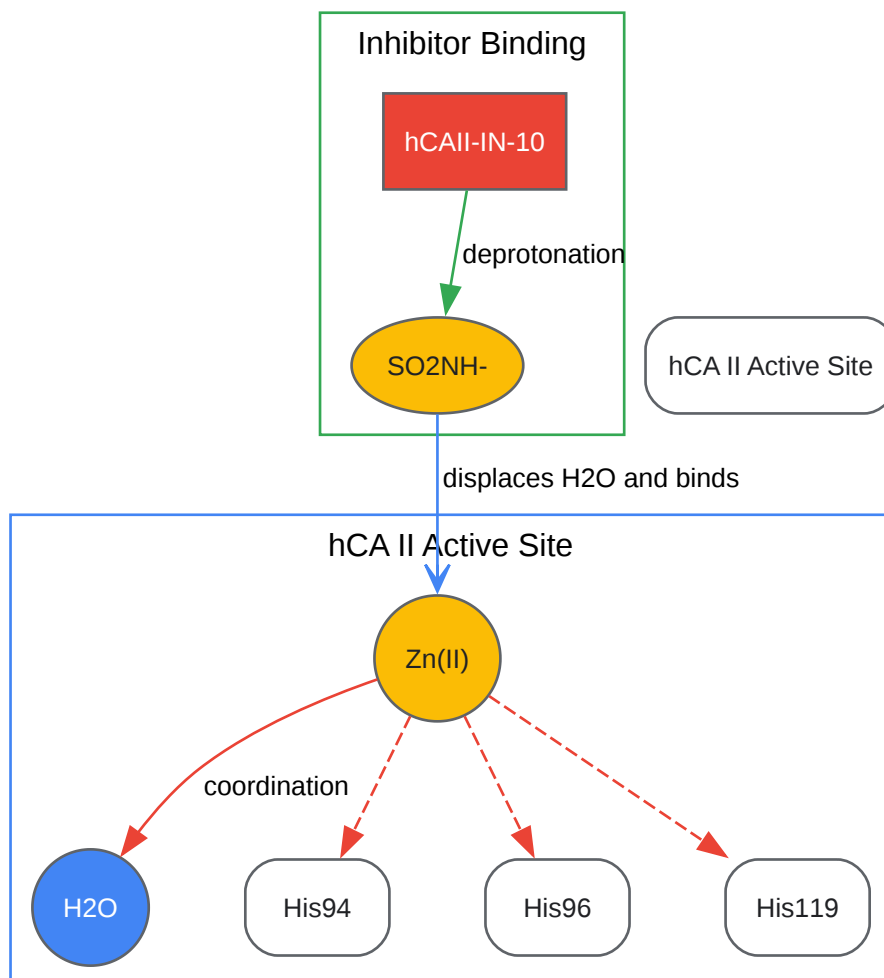 Inhibitor Binding
hCAII-IN-10
deprotonation
SO2NH-
hCA II Active Site
displaces H2O and binds
hCA II Active Site
Zn(II)
coordination
H2O
His94
His96
His119